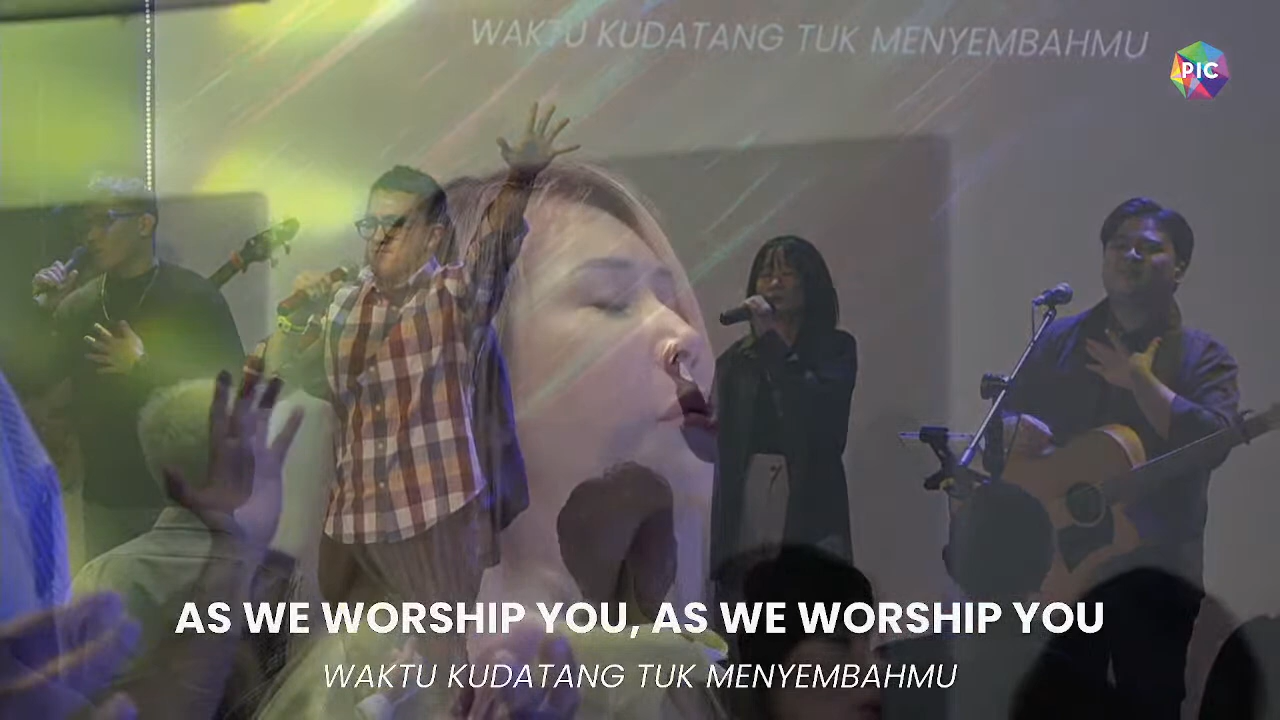 WAKTU KUDATANG TUK MENYEMBAHMU
PIC
AS WE WORSHIP YOU, AS WE WORSHIP YOU
WAKTU KUDATANG TUK MENYEMBAHMU